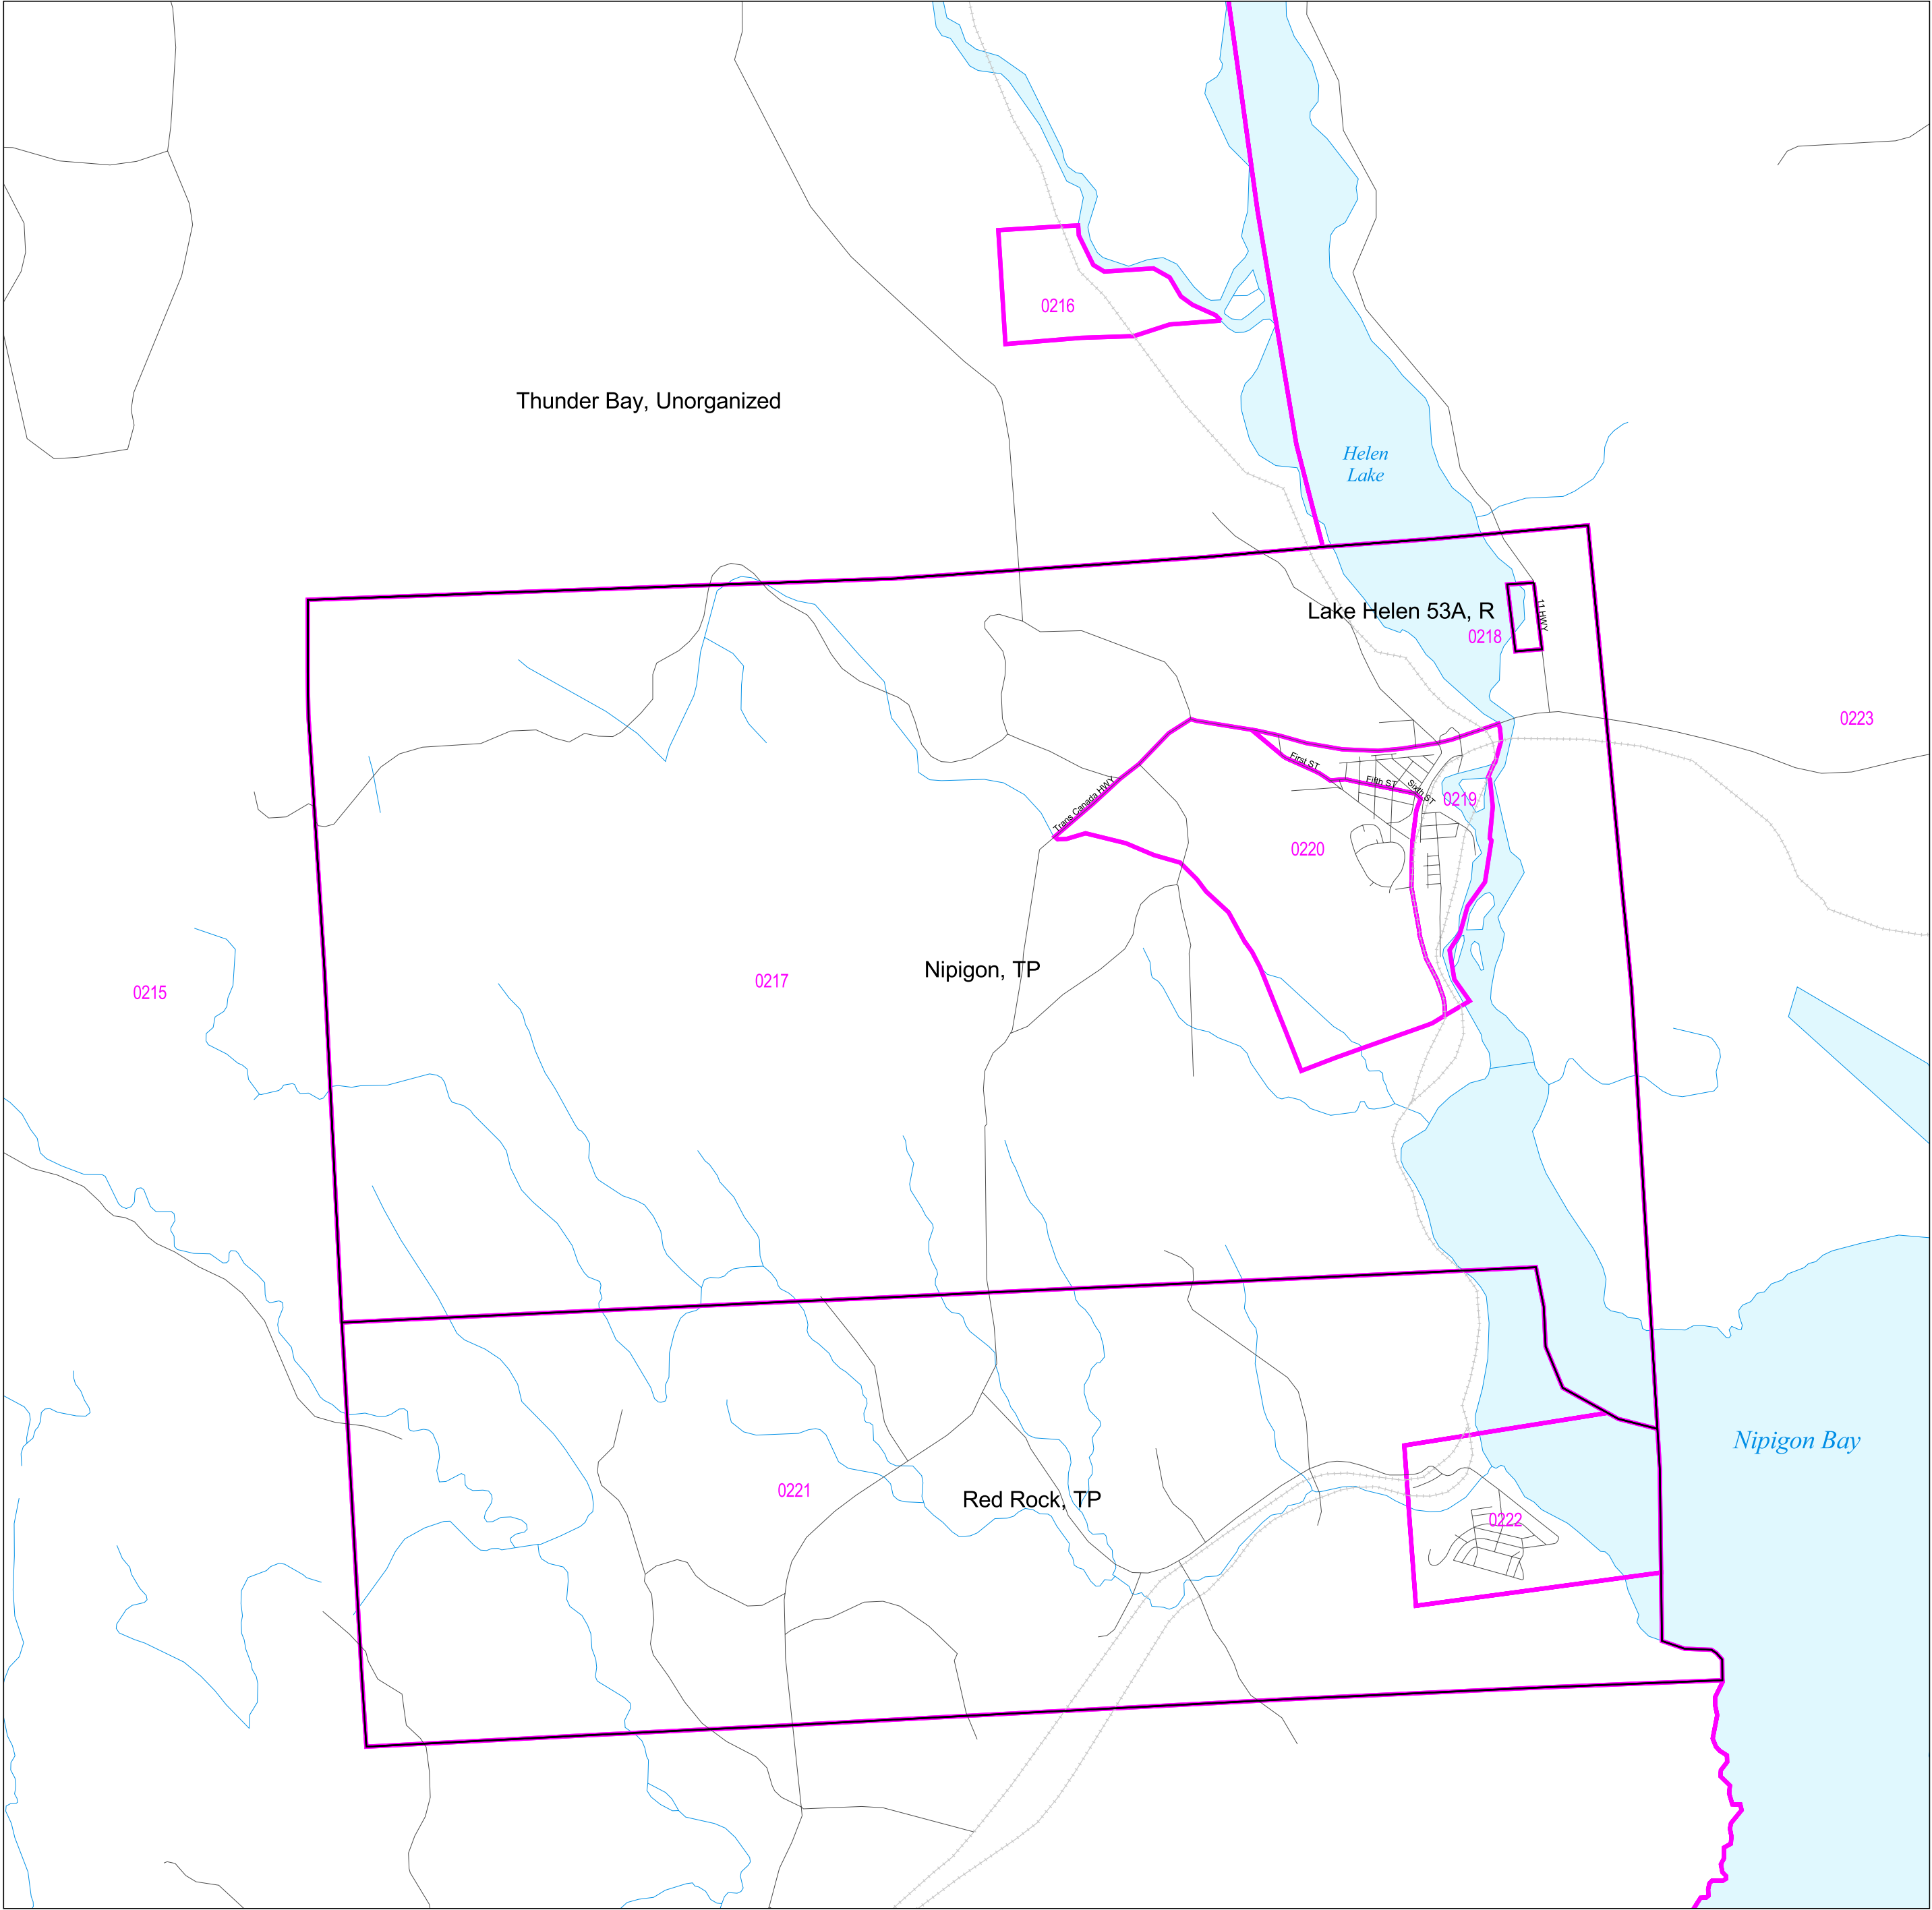 0216
Thunder Bay, Unorganized
Helen
Lake
Lake Helen 53A, R
11 HWY
0218
0223
First ST
Fifth ST
Sixth ST
Trans Canada HWY
0219
0220
Nipigon, TP
0217
0215
Nipigon Bay
0221
Red Rock, TP
0222